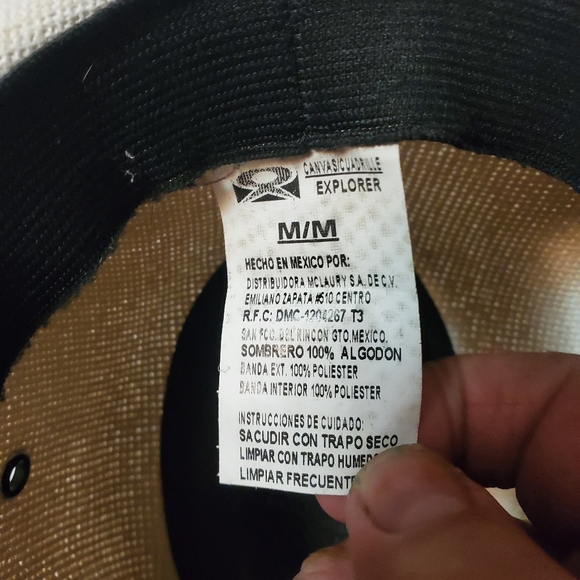 CANVAS/CUADRILLE
EXPLORER
M/M
HECHO EN MEXICO POR:
DISTRIBUIDORA MCLAURY S.A. DE C.V.
EMILIANO ZAPATA #510 CENTRO
R.F.C: DMC-1204267 T3
SAN FCO. DEL RINCON GTO,MEXICO.
SOMBRERO 100% ALGODON
BANDA EXT. 100% POLIESTER
BANDA INTERIOR 100% POLIESTER
INSTRUCCIONES DE CUIDADO:
SACUDIR CON TRAPO SECO
LIMPIAR CON TRAPO HUMED
LIMPIAR FRECUENTE